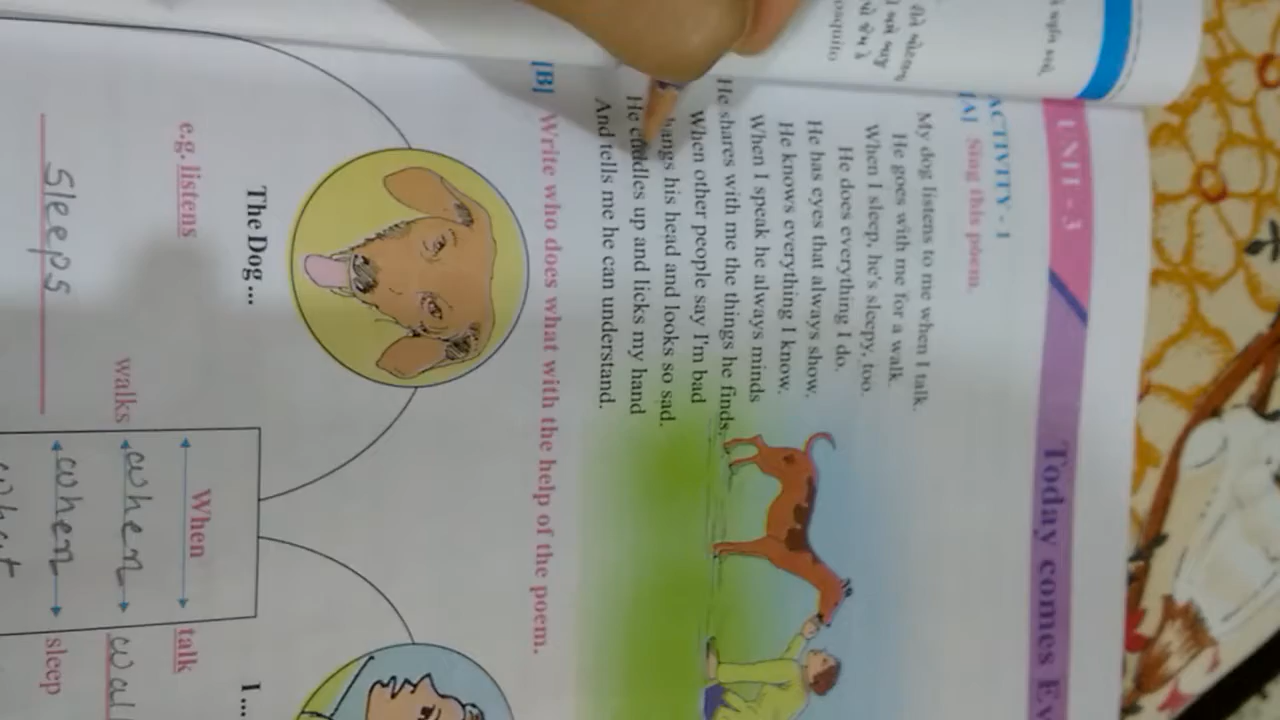 UNIT - 3
Today comes E
ACTIVITY - 1
[A] Sing this poem.
My dog listens to me when I talk.
He goes with me for a walk.
When I sleep, he's sleepy, too.
He does everything I do.
He has eyes that always show.
He knows everything I know.
When I speak he always minds
He shares with me the things he finds.
When other people say I'm bad
hangs his head and looks so sad.
He cuddles up and licks my hand
And tells me he can understand.
[B] Write who does what with the help of the poem.
The Dog... I...
e.g. listens When talk
walks when wal
sleeps when sleep
what